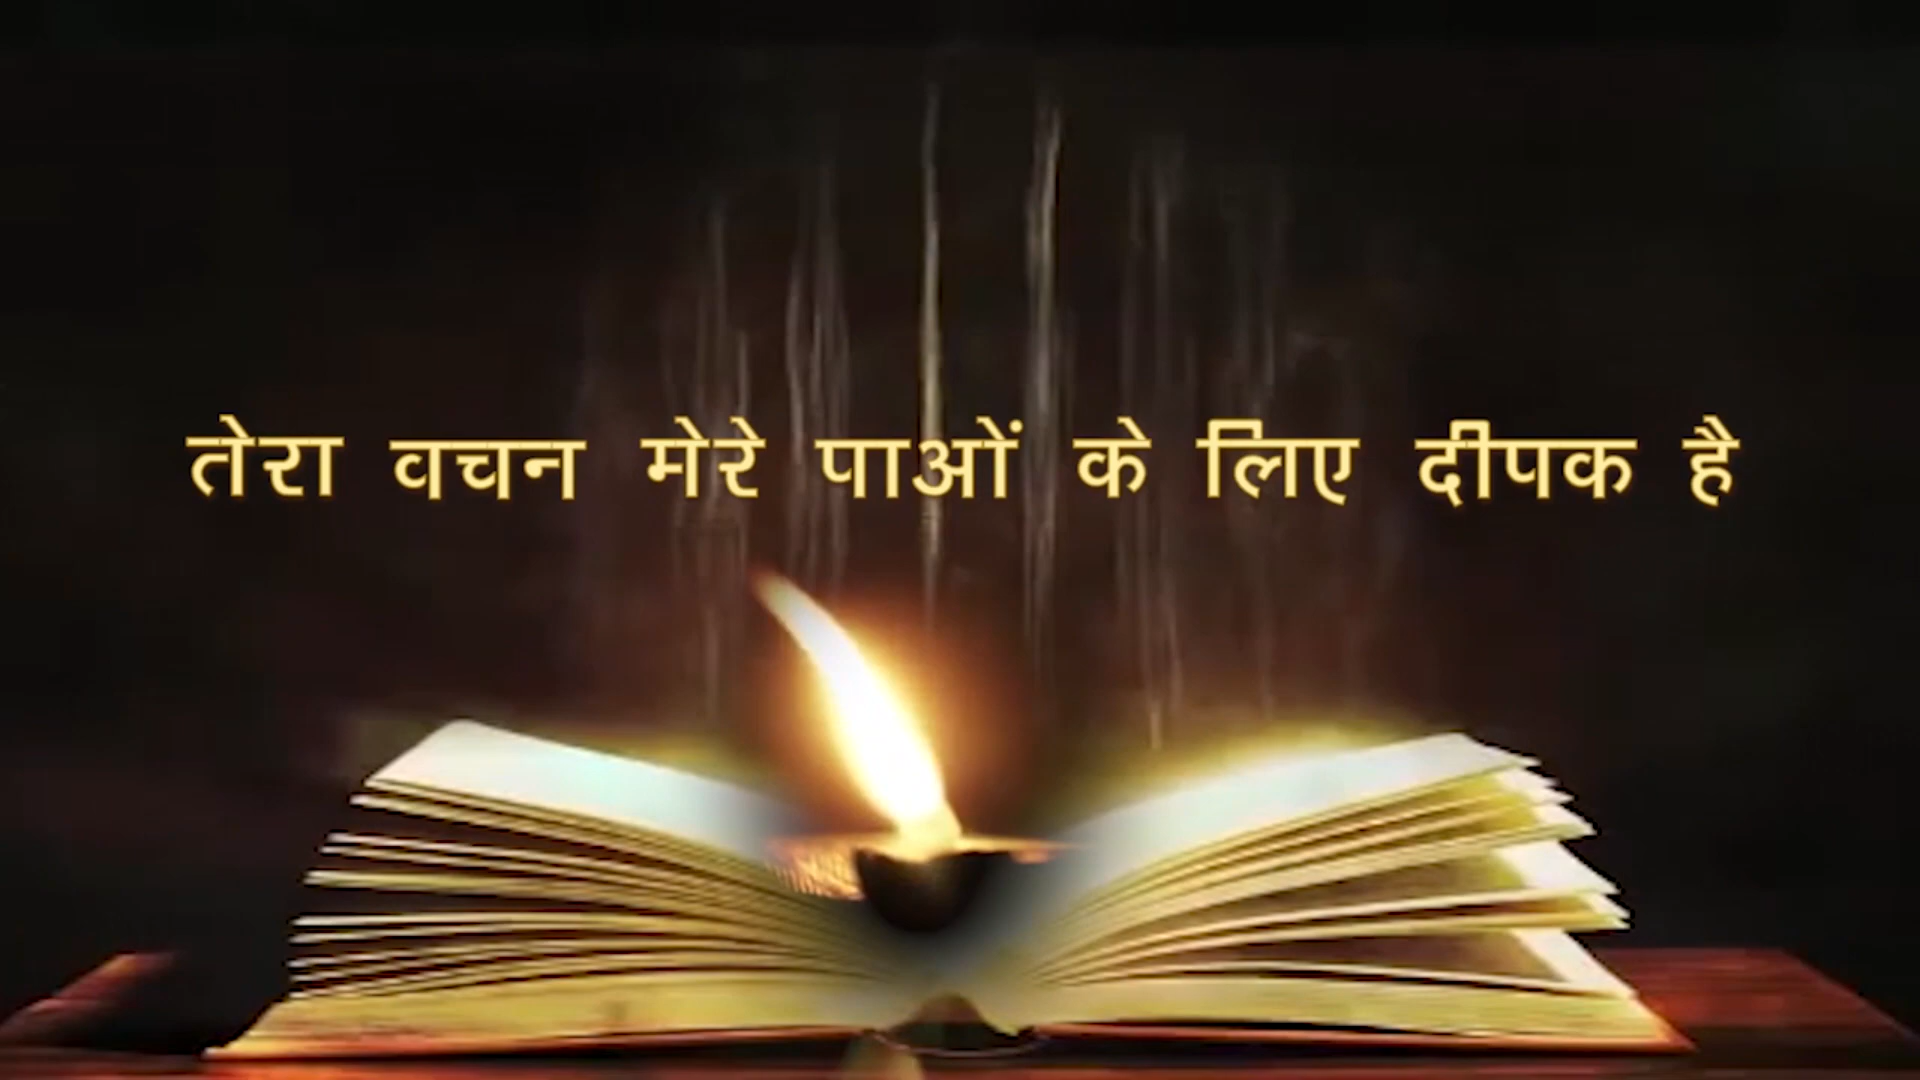 तेरा वचन मेरे पाओं के लिए दीपक है